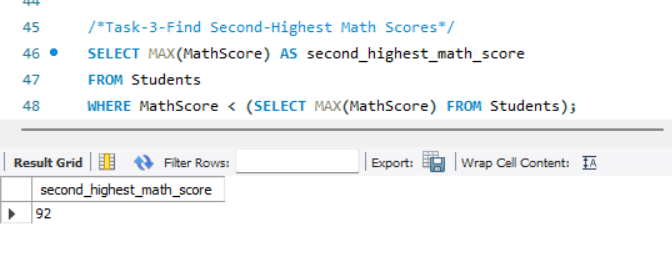 44
45 /*Task-3-Find Second-Highest Math Scores*/
46 SELECT MAX(MathScore) AS second_highest_math_score
47 FROM Students
48 WHERE MathScore < (SELECT MAX(MathScore) FROM Students);
Result Grid Filter Rows: Export: Wrap Cell Content:
second_highest_math_score
92